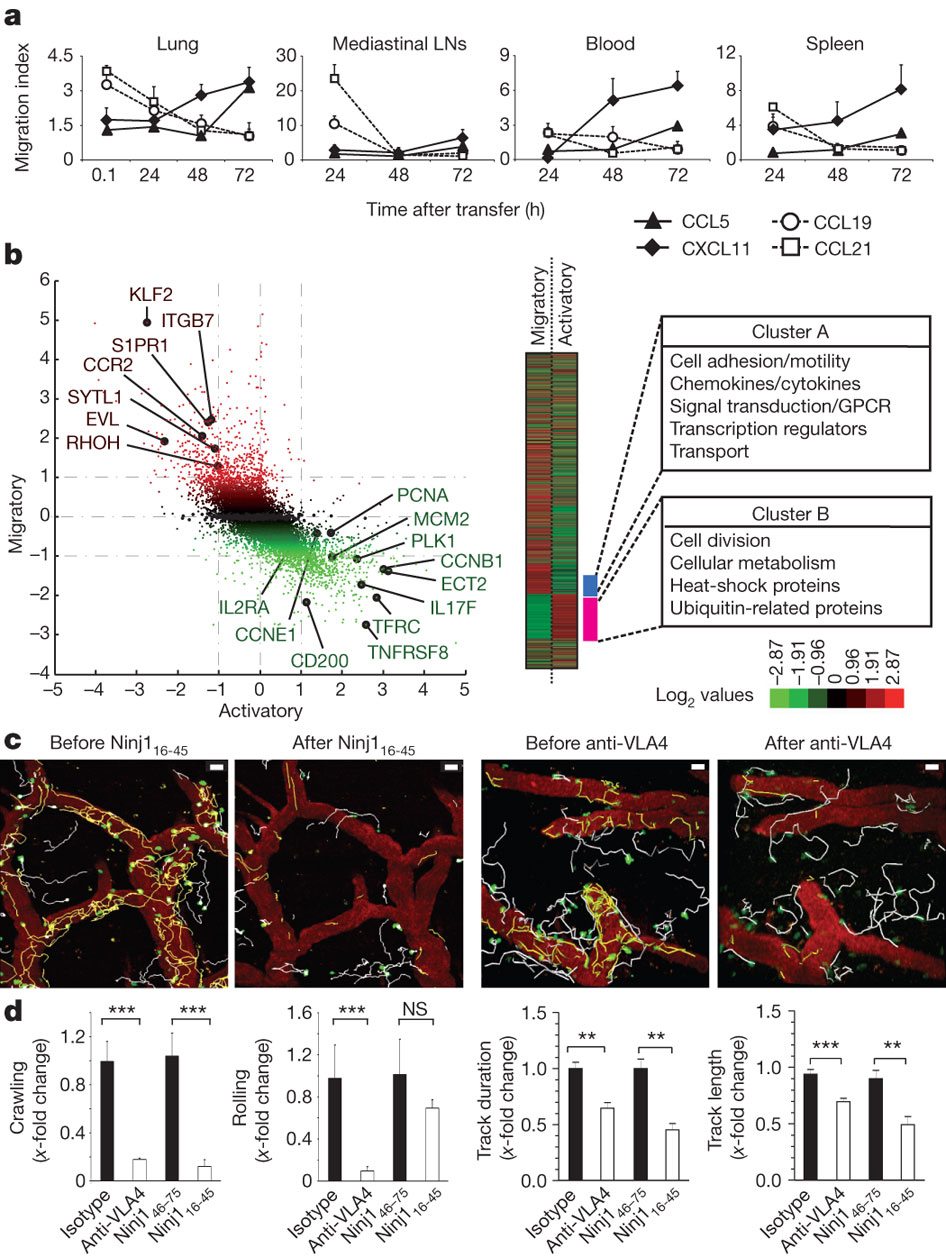 a
Lung
Mediastinal LNs
Blood
Spleen
Migration index
4.5
3
1.5
0
0.1 24 48 72
30
20
10
0
24 48 72
9
6
3
0
24 48 72
12
8
4
0
24 48 72
Time after transfer (h)
CCL5
CCL19
CXCL11
CCL21
b
Migratory
6
5
4
3
2
1
0
−1
−2
−3
−4
−5 −4 −3 −2 −1 0 1 2 3 4 5
Activatory
KLF2
ITGB7
S1PR1
CCR2
SYTL1
EVL
RHOH
PCNA
MCM2
PLK1
CCNB1
ECT2
IL17F
IL2RA
CCNE1
TFRC
CD200
TNFRSF8
Migratory
Activatory
Cluster A
Cell adhesion/motility
Chemokines/cytokines
Signal transduction/GPCR
Transcription regulators
Transport
Cluster B
Cell division
Cellular metabolism
Heat-shock proteins
Ubiquitin-related proteins
−2.87 −1.91 −0.96 0 0.96 1.91 2.87
Log2 values
c
Before Ninj116-45
After Ninj116-45
Before anti-VLA4
After anti-VLA4
d
Crawling
(x-fold change)
1.2
0.8
0.4
0
***
***
Isotype
Anti-VLA4
Ninj146–75
Ninj116–45
Rolling
(x-fold change)
1.6
1.2
0.8
0.4
0
***
NS
Isotype
Anti-VLA4
Ninj146–75
Ninj116–45
Track duration
(x-fold change)
1.5
1.0
0.5
0.0
**
**
Isotype
Anti-VLA4
Ninj146–75
Ninj116–45
Track length
(x-fold change)
1.5
1.0
0.5
0.0
***
**
Isotype
Anti-VLA4
Ninj146–75
Ninj116–45